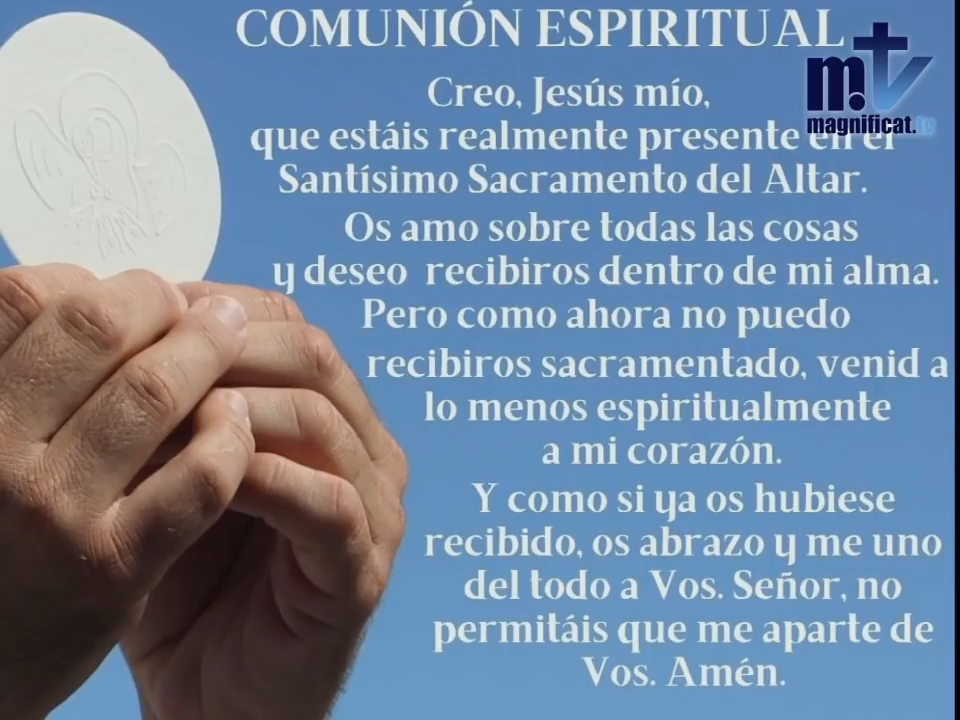 COMUNIÓN ESPIRITUAL
m.tv
magnificat.tv
Creo, Jesús mío,
que estáis realmente presente en el
Santísimo Sacramento del Altar.
Os amo sobre todas las cosas
y deseo recibiros dentro de mi alma.
Pero como ahora no puedo
recibiros sacramentado, venid a
lo menos espiritualmente
a mi corazón.
Y como si ya os hubiese
recibido, os abrazo y me uno
del todo a Vos. Señor, no
permitáis que me aparte de
Vos. Amén.